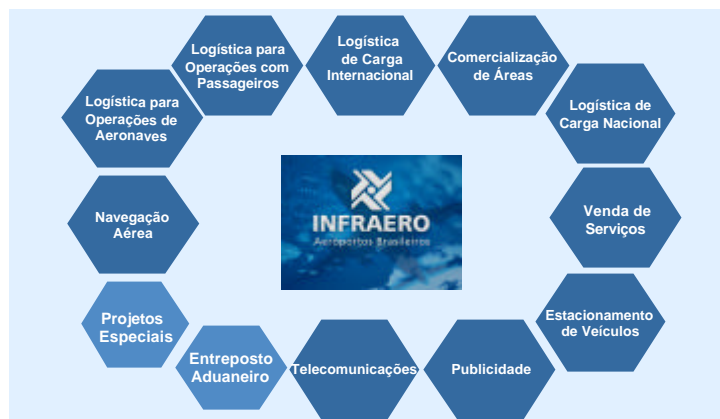 Logística para
Operações com
Passageiros
Logística
de Carga
Internacional
Comercialização
de Áreas
Logística para
Operações de
Aeronaves
Logística de
Carga Nacional
INFRAERO
Aeroportos Brasileiros
Navegação
Aérea
Venda de
Serviços
Projetos
Especiais
Estacionamento
de Veículos
Entreposto
Aduaneiro
Telecomunicações
Publicidade